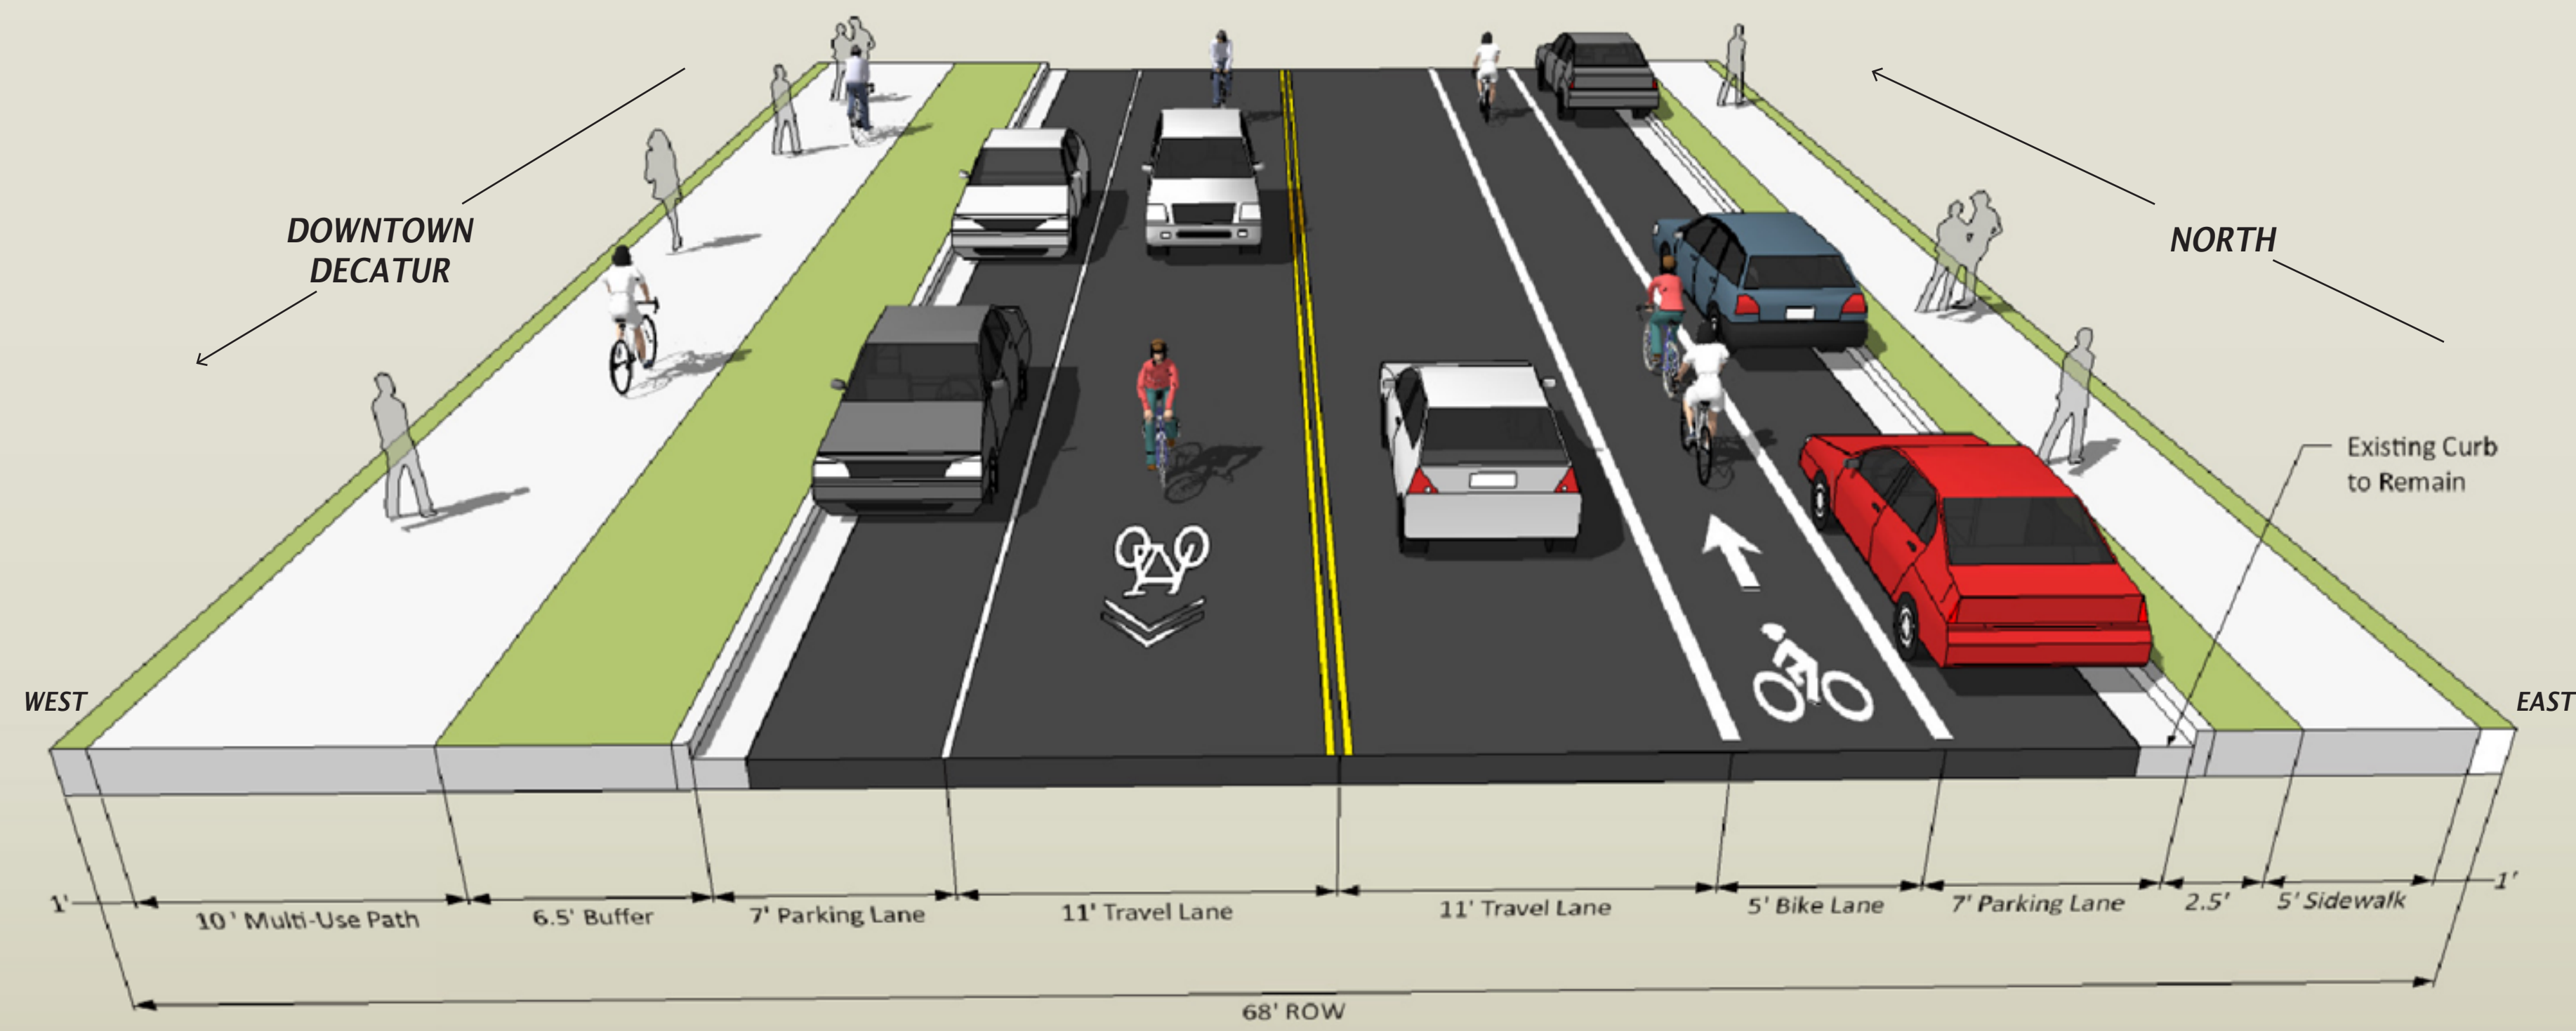 DOWNTOWN
DECATUR
NORTH
Existing Curb
to Remain
WEST
EAST
1'
10 ' Multi-Use Path
6.5' Buffer
7' Parking Lane
11' Travel Lane
11' Travel Lane
5' Bike Lane
7' Parking Lane
2.5'
5' Sidewalk
1'
68' ROW